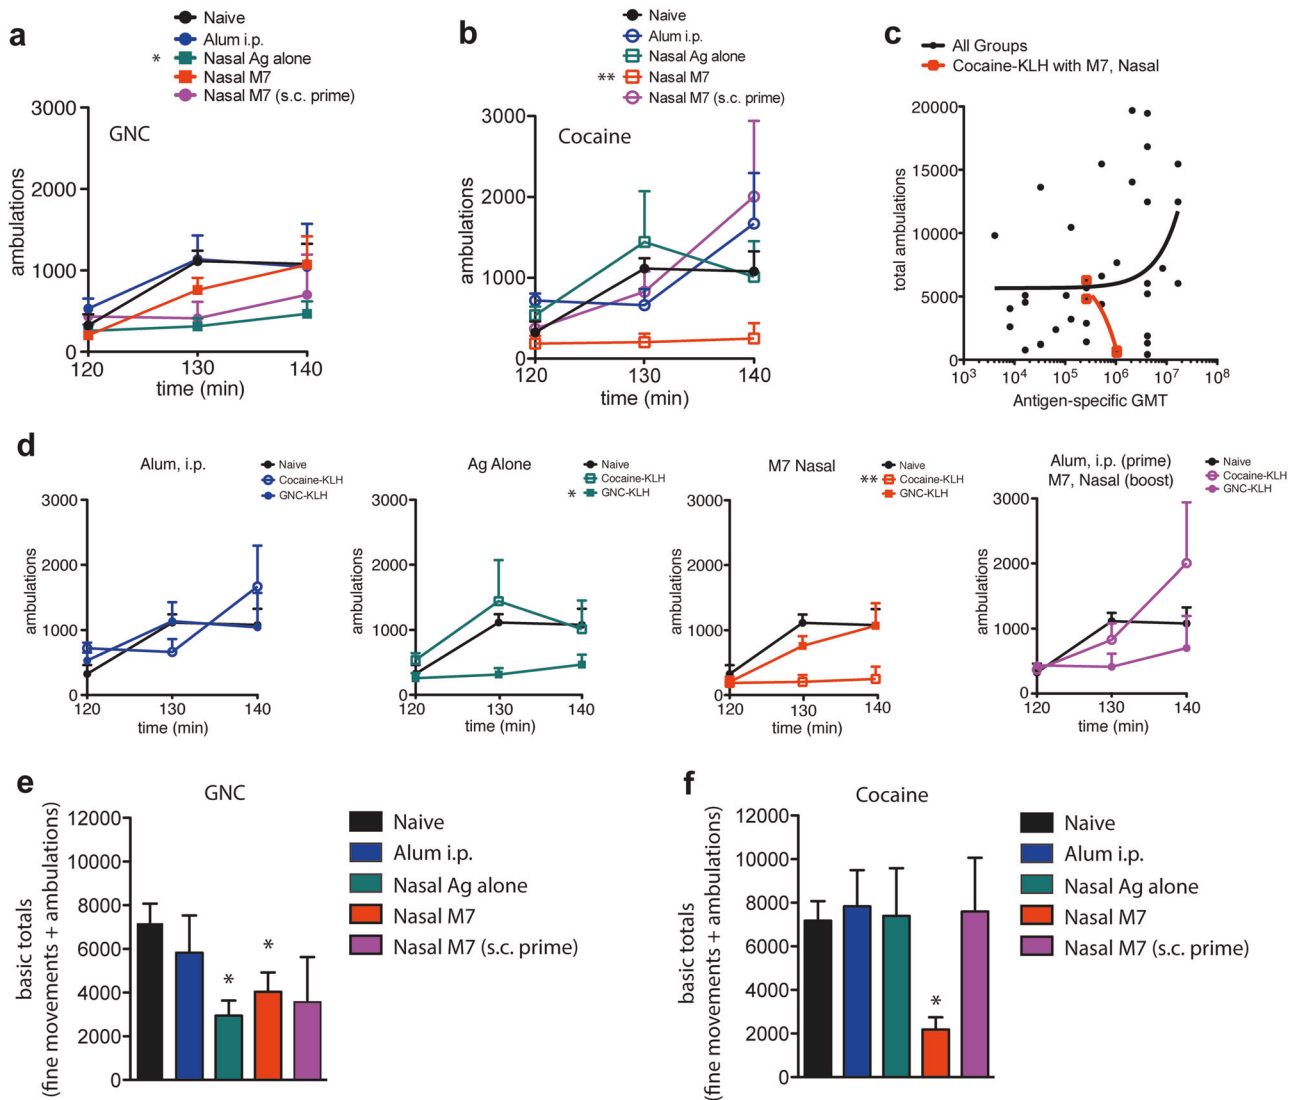 a
Naive
Alum i.p.
* Nasal Ag alone
Nasal M7
Nasal M7 (s.c. prime)
GNC
ambulations
3000
2000
1000
0
120 130 140
time (min)
b
Naive
Alum i.p.
Nasal Ag alone
** Nasal M7
Nasal M7 (s.c. prime)
Cocaine
ambulations
3000
2000
1000
0
120 130 140
time (min)
c
All Groups
Cocaine-KLH with M7, Nasal
total ambulations
20000
15000
10000
5000
0
10³ 10⁴ 10⁵ 10⁶ 10⁷ 10⁸
Antigen-specific GMT
d
Alum, i.p.
Naive
Cocaine-KLH
GNC-KLH
ambulations
3000
2000
1000
0
120 130 140
time (min)
Ag Alone
Naive
Cocaine-KLH
* GNC-KLH
ambulations
3000
2000
1000
0
120 130 140
time (min)
M7 Nasal
Naive
** Cocaine-KLH
GNC-KLH
ambulations
3000
2000
1000
0
120 130 140
time (min)
Alum, i.p. (prime)
M7, Nasal (boost)
Naive
Cocaine-KLH
GNC-KLH
ambulations
3000
2000
1000
0
120 130 140
time (min)
e
GNC
basic totals
(fine movements + ambulations)
12000
10000
8000
6000
4000
2000
0
*
*
Naive
Alum i.p.
Nasal Ag alone
Nasal M7
Nasal M7 (s.c. prime)
f
Cocaine
basic totals
(fine movements + ambulations)
12000
10000
8000
6000
4000
2000
0
*
Naive
Alum i.p.
Nasal Ag alone
Nasal M7
Nasal M7 (s.c. prime)